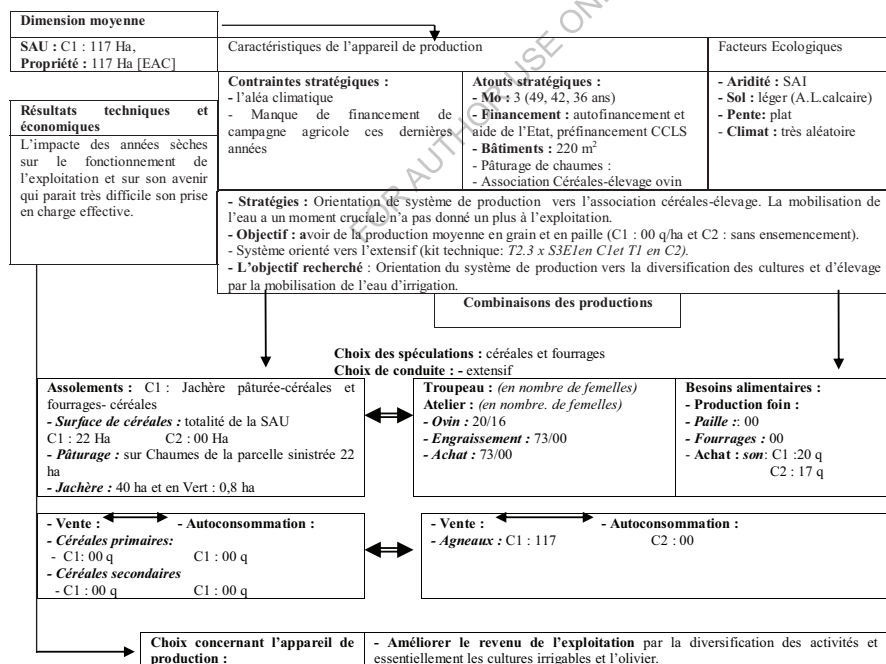 Dimension moyenne
SAU : C1 : 117 Ha,
Propriété : 117 Ha [EAC]
Caractéristiques de l'appareil de production
Facteurs Ecologiques
Contraintes stratégiques :
- l'aléa climatique
- Manque de financement de
campagne agricole ces dernières
années
Atouts stratégiques :
- Mo : 3 (49, 42, 36 ans)
- Financement : autofinancement et
aide de l'Etat, préfinancement CCLS
- Bâtiments : 220 m²
- Pâturage de chaumes :
- Association Céréales-élevage ovin
- Aridité : SAI
- Sol : léger (A.L.calcaire)
- Pente: plat
- Climat : très aléatoire
Résultats techniques et
économiques
L'impacte des années sèches
sur le fonctionnement de
l'exploitation et sur son avenir
qui parait très difficile son prise
en charge effective.
- Stratégies : Orientation de système de production vers l'association céréales-élevage. La mobilisation de
l'eau a un moment cruciale n'a pas donné un plus à l'exploitation.
- Objectif : avoir de la production moyenne en grain et en paille (C1 : 00 q/ha et C2 : sans ensemencement).
- Système orienté vers l'extensif (kit technique: T2.3 x S3E1en C1et T1 en C2).
- L'objectif recherché : Orientation du système de production vers la diversification des cultures et d'élevage
par la mobilisation de l'eau d'irrigation.
Combinaisons des productions
Choix des spéculations : céréales et fourrages
Choix de conduite : - extensif
Assolements : C1 : Jachère pâturée-céréales et
fourrages- céréales
- Surface de céréales : totalité de la SAU
C1 : 22 Ha C2 : 00 Ha
- Pâturage : sur Chaumes de la parcelle sinistrée 22
ha
- Jachère : 40 ha et en Vert : 0,8 ha
Troupeau : (en nombre de femelles)
Atelier : (en nombre. de femelles)
- Ovin : 20/16
- Engraissement : 73/00
- Achat : 73/00
Besoins alimentaires :
- Production foin :
- Paille :: 00
- Fourrages : 00
- Achat : son: C1 :20 q
C2 : 17 q
- Vente : - Autoconsommation :
- Céréales primaires:
- C1: 00 q C1 : 00 q
- Céréales secondaires
- C1 : 00 q C1 : 00 q
- Vente : - Autoconsommation :
- Agneaux : C1 : 117 C2 : 00
Choix concernant l'appareil de
production :
- Améliorer le revenu de l'exploitation par la diversification des activités et
essentiellement les cultures irrigables et l'olivier.
FOR AUTHOR USE ON